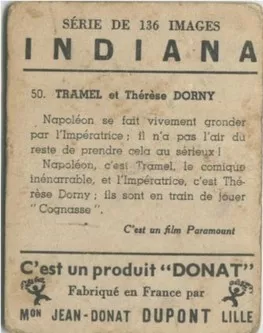 SÉRIE DE 136 IMAGES
INDIANA
50. TRAMEL et Thérèse DORNY
Napoléon se fait vivement gronder
par l'Impératrice ; il n'a pas l'air du
reste de prendre cela au sérieux !
Napoléon, c'est Tramel, le comique
inénarrable, et l'Impératrice, c'est Thé-
rèse Dorny ; ils sont en train de jouer
"Cognasse".
C'est un film Paramount
C'est un produit "DONAT"
Fabriqué en France par
Mon JEAN-DONAT DUPONT LILLE